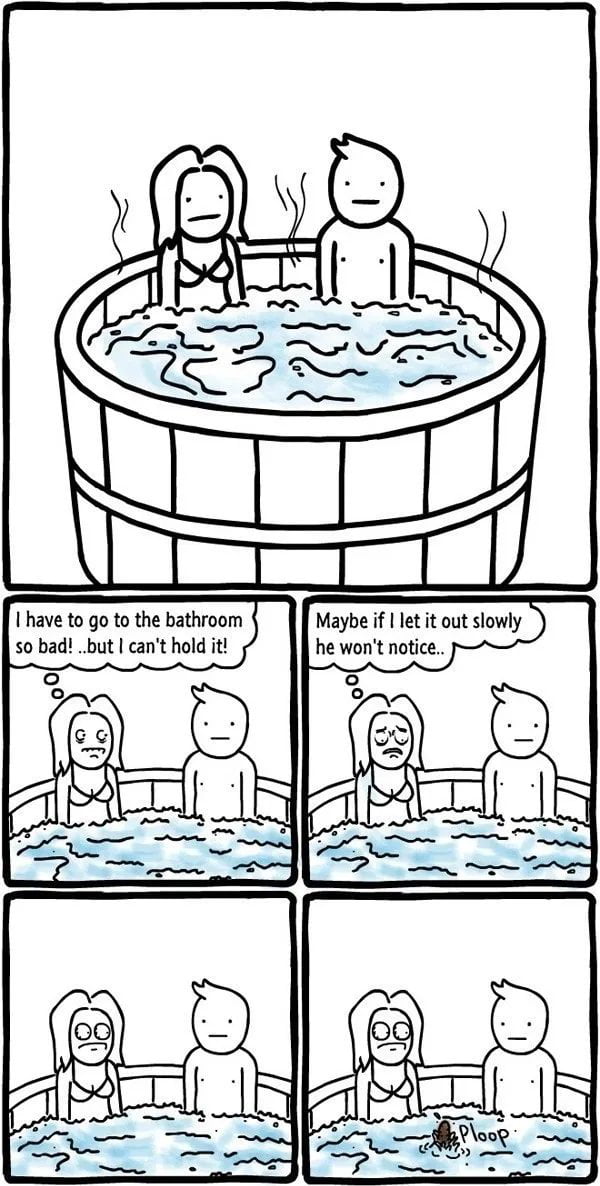 I have to go to the bathroom
so bad! ..but I can't hold it!
Maybe if I let it out slowly
he won't notice..
Ploop